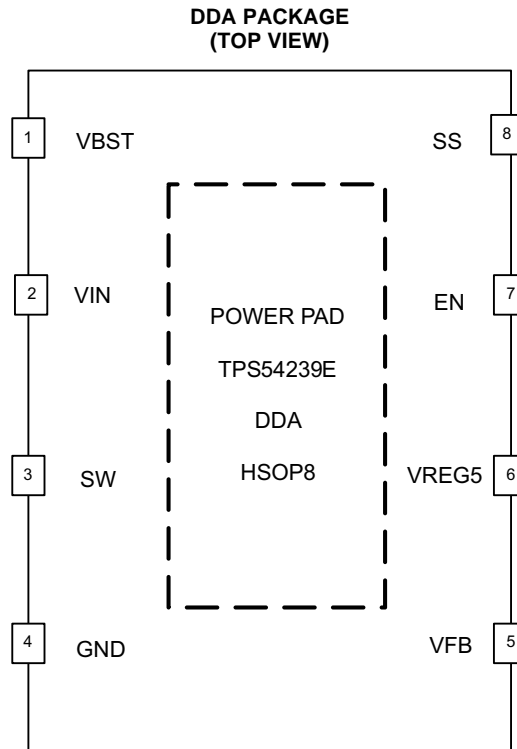 DDA PACKAGE
(TOP VIEW)
1 VBST SS 8
2 VIN EN 7
POWER PAD
TPS54239E
DDA
HSOP8
3 SW VREG5 6
4 GND VFB 5